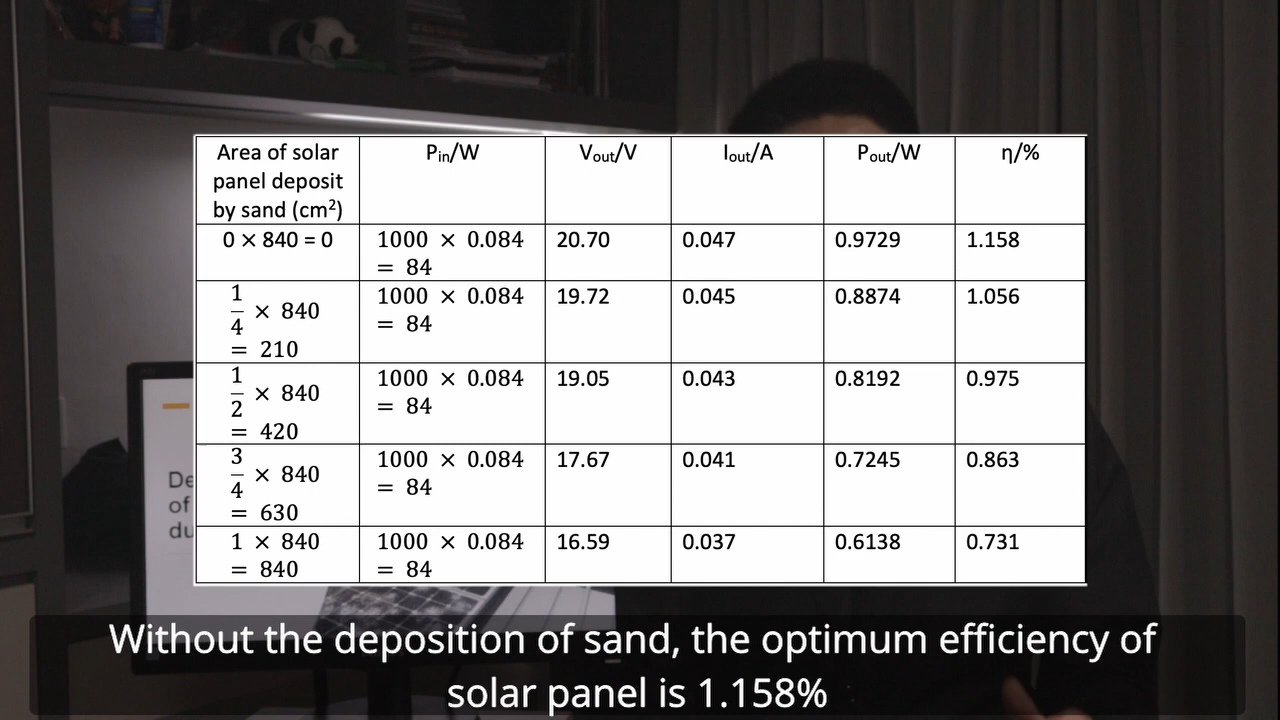 Area of solar panel deposit by sand (cm²) | P_in/W | V_out/V | I_out/A | P_out/W | η/%
0 × 840 = 0 | 1000 × 0.084 = 84 | 20.70 | 0.047 | 0.9729 | 1.158
1/4 × 840 = 210 | 1000 × 0.084 = 84 | 19.72 | 0.045 | 0.8874 | 1.056
1/2 × 840 = 420 | 1000 × 0.084 = 84 | 19.05 | 0.043 | 0.8192 | 0.975
3/4 × 840 = 630 | 1000 × 0.084 = 84 | 17.67 | 0.041 | 0.7245 | 0.863
1 × 840 = 840 | 1000 × 0.084 = 84 | 16.59 | 0.037 | 0.6138 | 0.731
of
Without the deposition of sand, the optimum efficiency of
solar panel is 1.158%